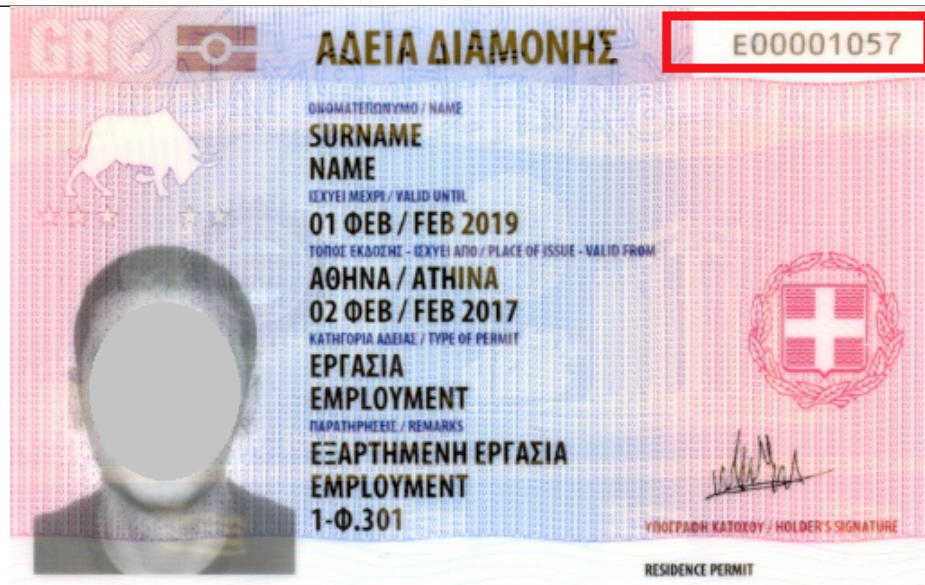 GRC
ΑΔΕΙΑ ΔΙΑΜΟΝΗΣ
E00001057
ΟΝΟΜΑΤΕΠΩΝΥΜΟ / NAME
SURNAME
NAME
ΙΣΧΥΕΙ ΜΕΧΡΙ / VALID UNTIL
01 ΦΕΒ / FEB 2019
ΤΟΠΟΣ ΕΚΔΟΣΗΣ - ΙΣΧΥΕΙ ΑΠΟ / PLACE OF ISSUE - VALID FROM
ΑΘΗΝΑ / ATHINA
02 ΦΕΒ / FEB 2017
ΚΑΤΗΓΟΡΙΑ ΑΔΕΙΑΣ / TYPE OF PERMIT
ΕΡΓΑΣΙΑ
EMPLOYMENT
ΠΑΡΑΤΗΡΗΣΕΙΣ / REMARKS
ΕΞΑΡΤΗΜΕΝΗ ΕΡΓΑΣΙΑ
EMPLOYMENT
1-Φ.301
ΥΠΟΓΡΑΦΗ ΚΑΤΟΧΟΥ / HOLDER'S SIGNATURE
RESIDENCE PERMIT